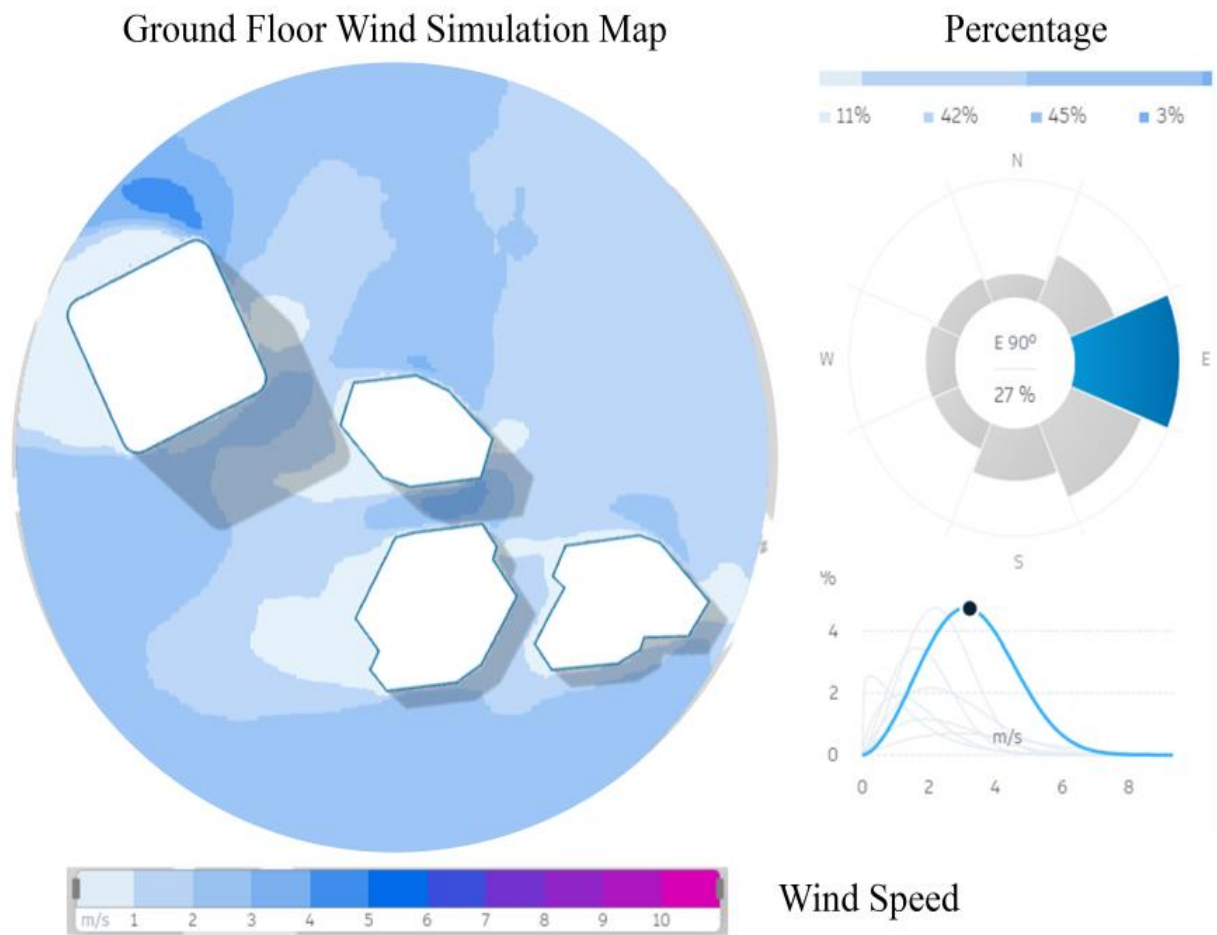 Ground Floor Wind Simulation Map
Percentage
11% 42% 45% 3%
N
W E
E 90º
27 %
S
%
4
2
m/s
0
0 2 4 6 8
m/s 1 2 3 4 5 6 7 8 9 10
Wind Speed